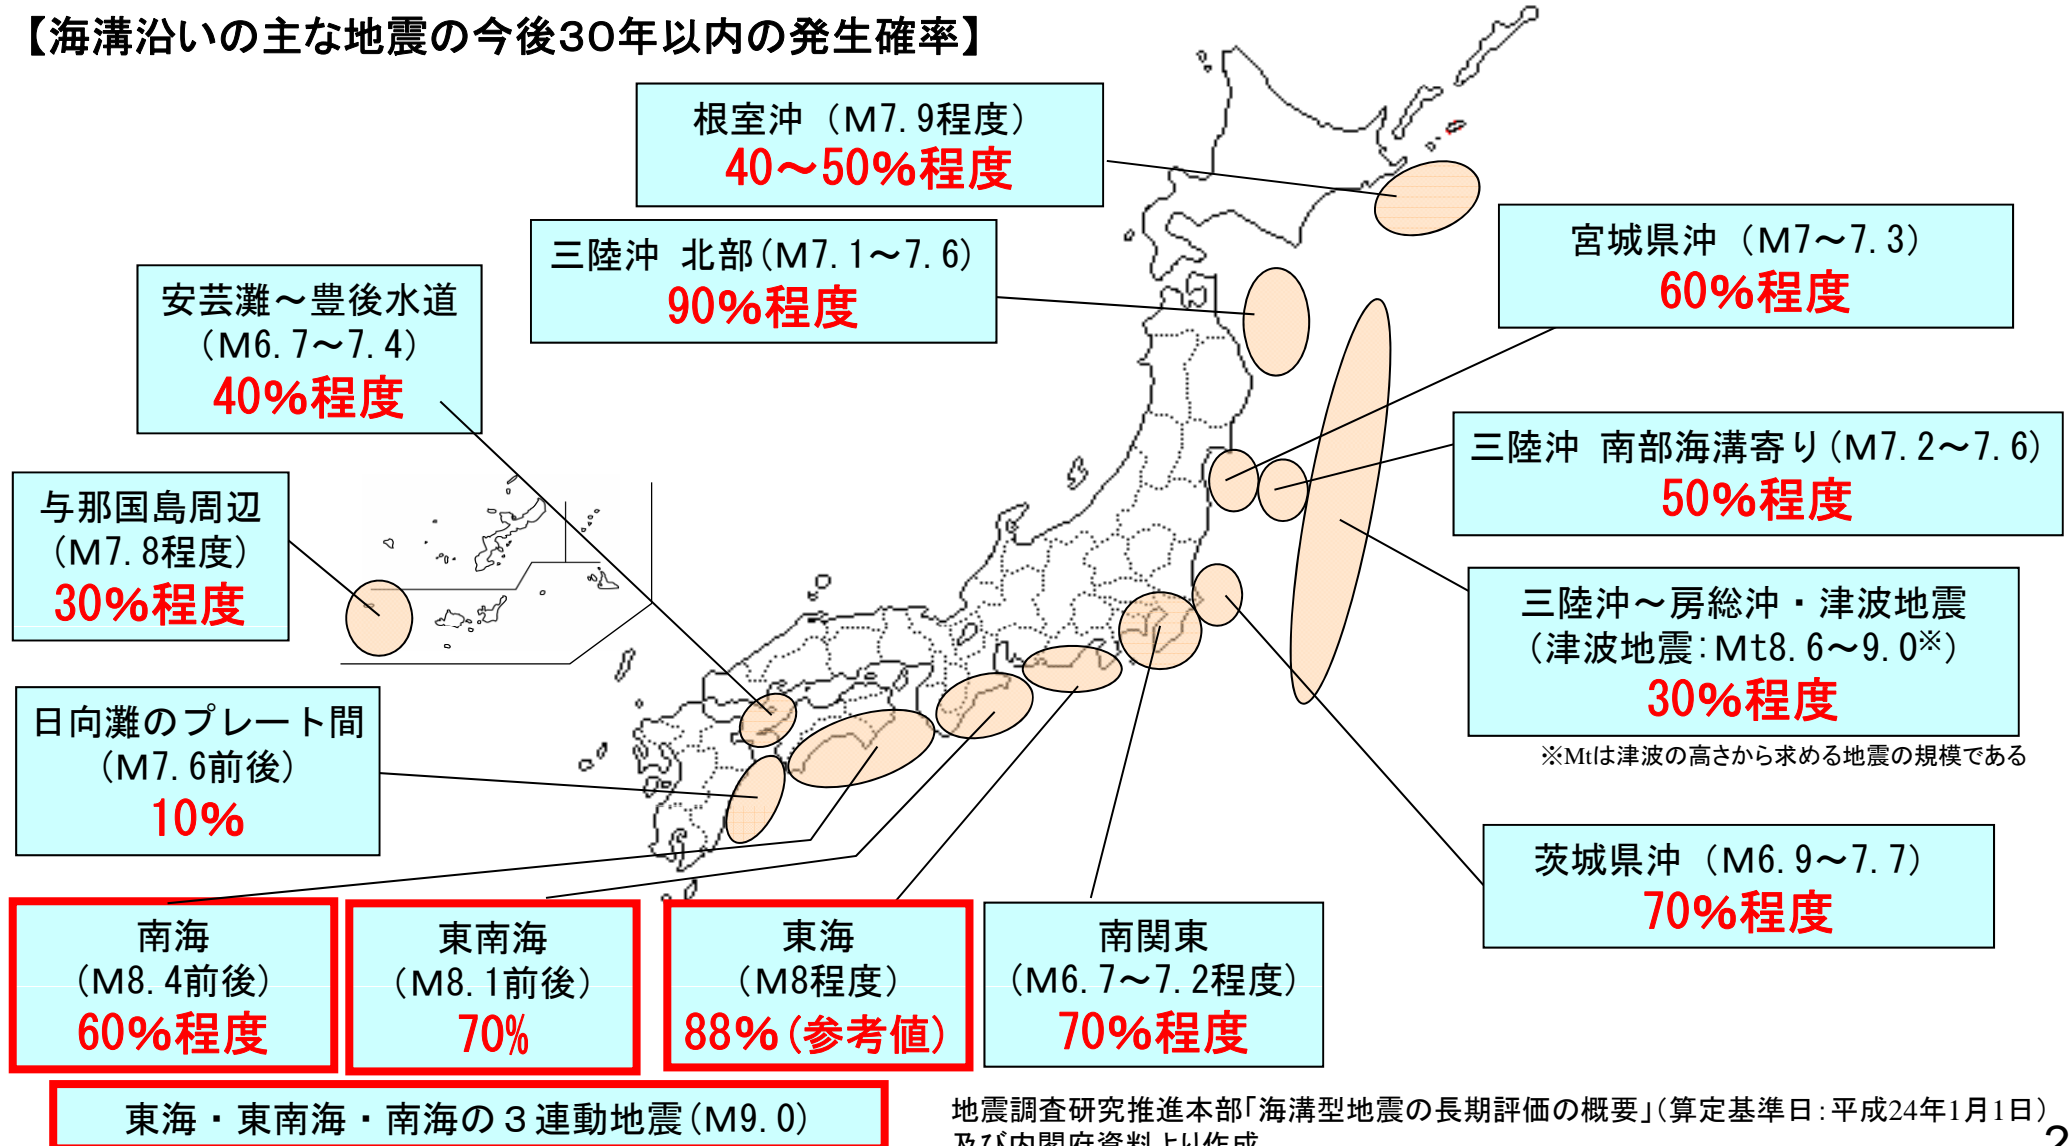 【海溝沿いの主な地震の今後30年以内の発生確率】
根室沖（M7.9程度）
40～50%程度
三陸沖 北部(M7.1～7.6)
90%程度
宮城県沖（M7～7.3）
60%程度
安芸灘～豊後水道
（M6.7～7.4）
40%程度
三陸沖 南部海溝寄り(M7.2～7.6)
50%程度
与那国島周辺
（M7.8程度）
30%程度
三陸沖～房総沖・津波地震
（津波地震：Mt8.6～9.0※）
30%程度
※Mtは津波の高さから求める地震の規模である
日向灘のプレート間
（M7.6前後）
10%
茨城県沖（M6.9～7.7）
70%程度
南海
（M8.4前後）
60%程度
東南海
（M8.1前後）
70%
東海
（M8程度）
88%(参考値)
南関東
（M6.7～7.2程度）
70%程度
東海・東南海・南海の３連動地震(M9.0)
地震調査研究推進本部「海溝型地震の長期評価の概要」（算定基準日：平成24年1月1日）
及び内閣府資料より作成
2